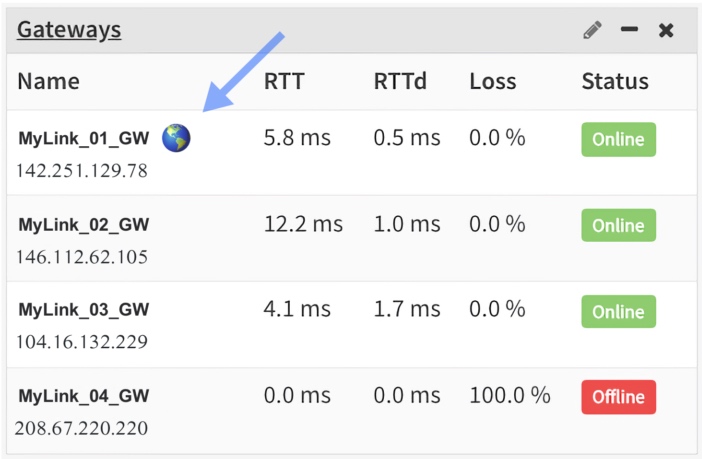 Gateways
Name RTT RTTd Loss Status
MyLink_01_GW 5.8 ms 0.5 ms 0.0 % Online
142.251.129.78
MyLink_02_GW 12.2 ms 1.0 ms 0.0 % Online
146.112.62.105
MyLink_03_GW 4.1 ms 1.7 ms 0.0 % Online
104.16.132.229
MyLink_04_GW 0.0 ms 0.0 ms 100.0 % Offline
208.67.220.220